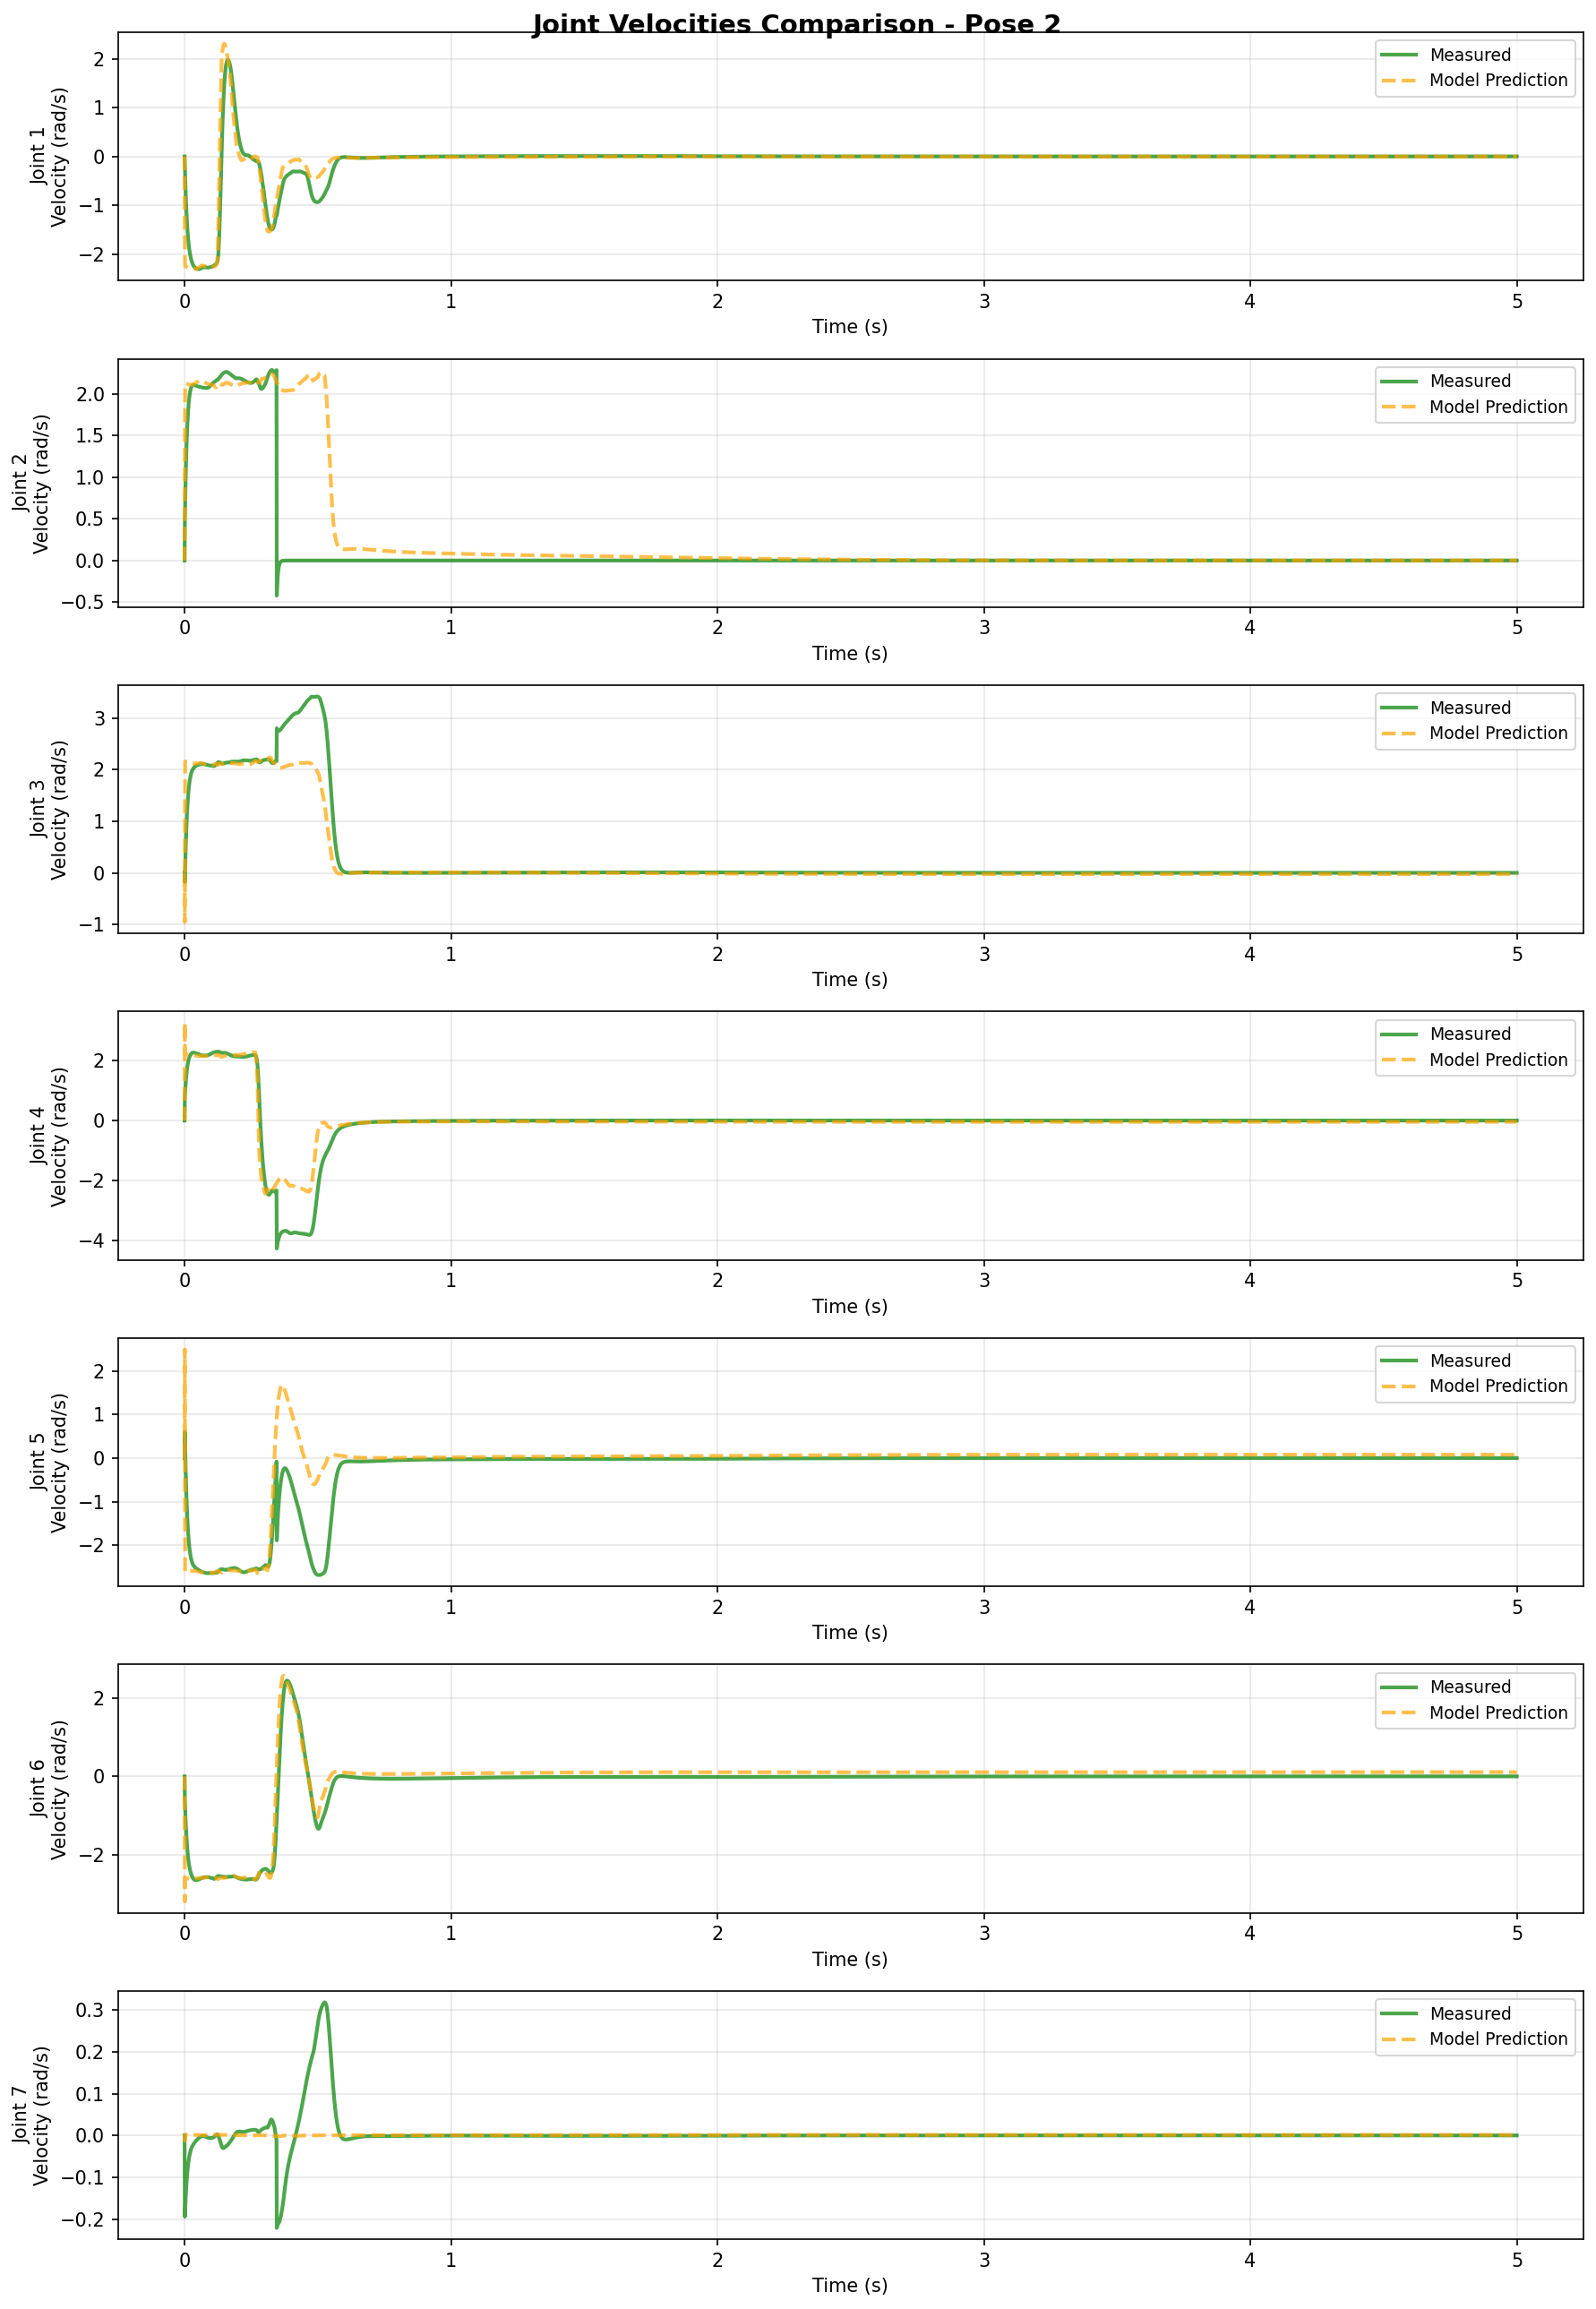 Joint Velocities Comparison - Pose 2
Joint 1
Velocity (rad/s)
2
1
0
−1
−2
Measured
Model Prediction
0 1 2 3 4 5
Time (s)
Joint 2
Velocity (rad/s)
2.0
1.5
1.0
0.5
0.0
−0.5
Measured
Model Prediction
0 1 2 3 4 5
Time (s)
Joint 3
Velocity (rad/s)
3
2
1
0
−1
Measured
Model Prediction
0 1 2 3 4 5
Time (s)
Joint 4
Velocity (rad/s)
2
0
−2
−4
Measured
Model Prediction
0 1 2 3 4 5
Time (s)
Joint 5
Velocity (rad/s)
2
1
0
−1
−2
Measured
Model Prediction
0 1 2 3 4 5
Time (s)
Joint 6
Velocity (rad/s)
2
0
−2
Measured
Model Prediction
0 1 2 3 4 5
Time (s)
Joint 7
Velocity (rad/s)
0.3
0.2
0.1
0.0
−0.1
−0.2
Measured
Model Prediction
0 1 2 3 4 5
Time (s)